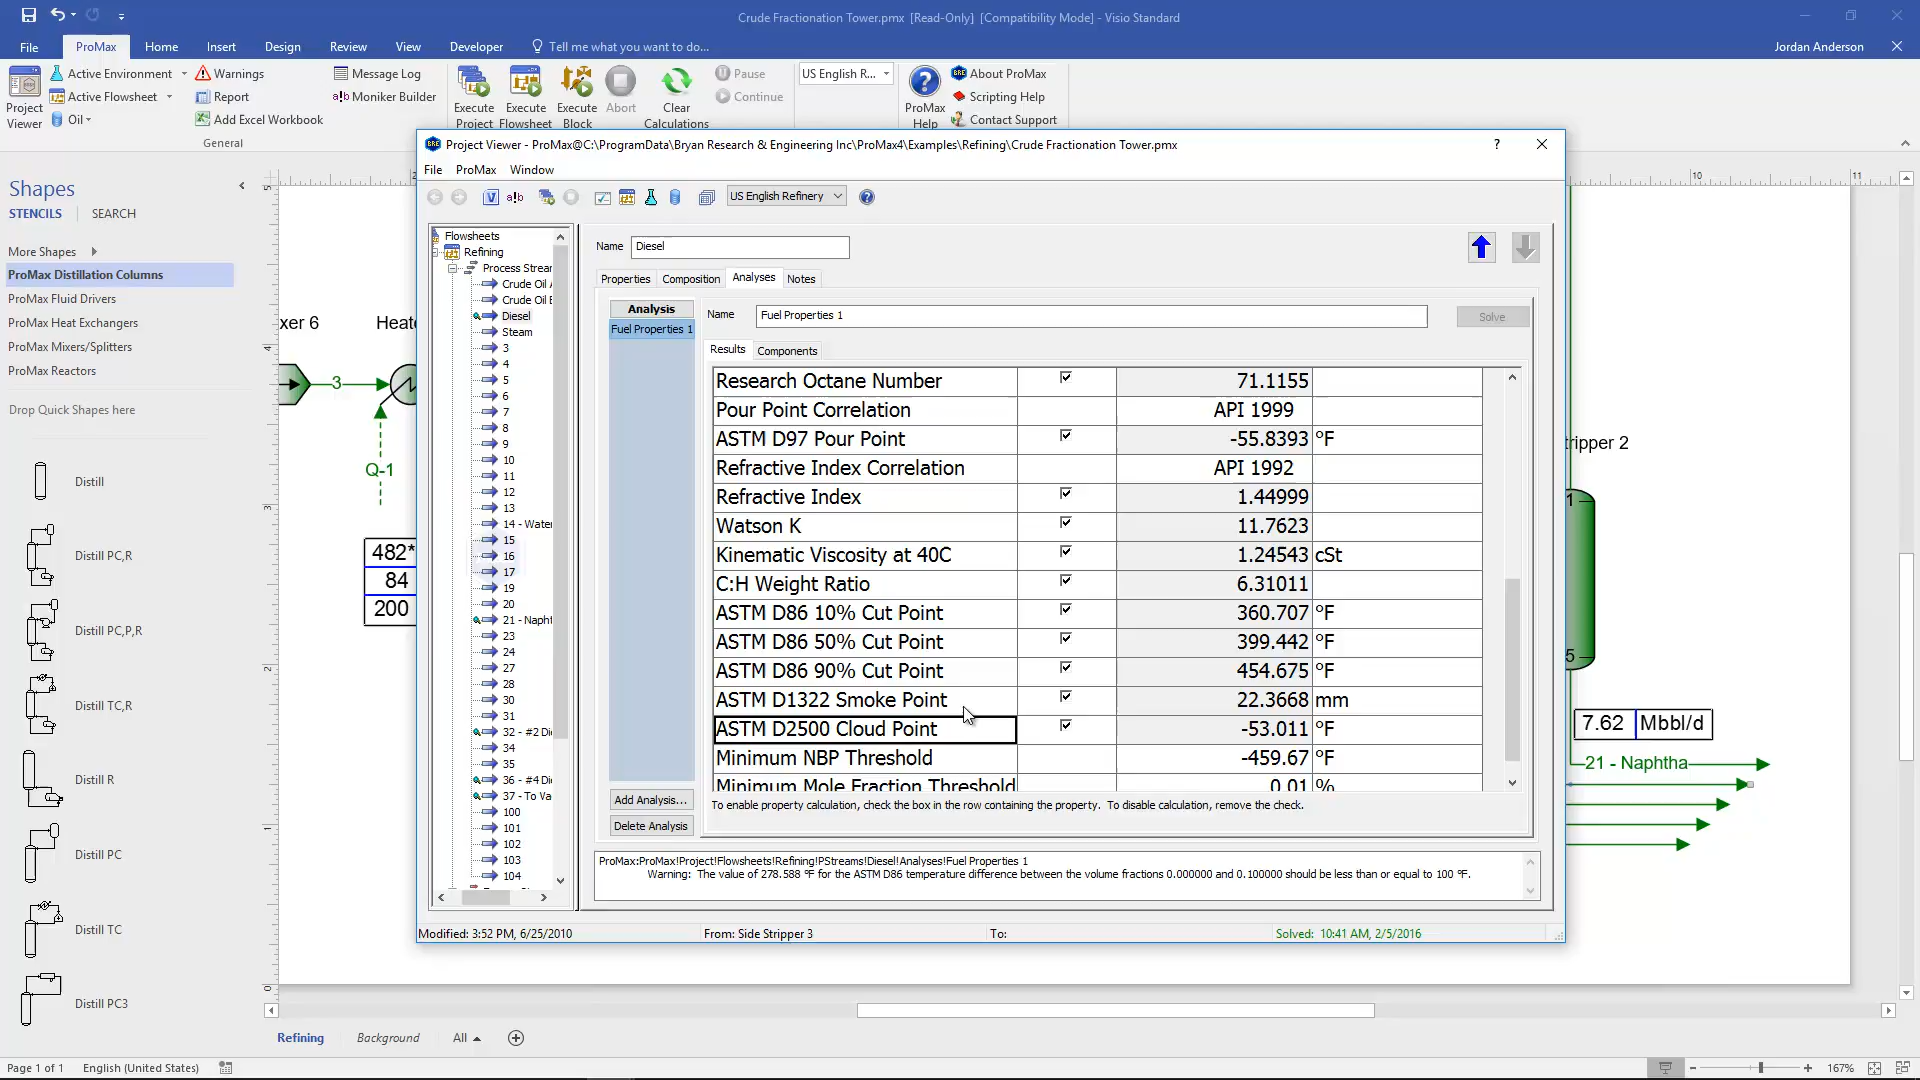 Crude Fractionation Tower.pmx [Read-Only] [Compatibility Mode] - Visio Standard
File
ProMax
Home
Insert
Design
Review
View
Developer
Tell me what you want to do...
Jordan Anderson
Project Viewer
Active Environment
Active Flowsheet
Oil
Warnings
Report
Add Excel Workbook
Message Log
a!b Moniker Builder
General
Execute Project
Execute Flowsheet
Execute Block
Abort
Clear Calculations
Pause
Continue
US English R...
ProMax Help
About ProMax
Scripting Help
Contact Support
Shapes
STENCILS
SEARCH
More Shapes
ProMax Distillation Columns
ProMax Fluid Drivers
ProMax Heat Exchangers
ProMax Mixers/Splitters
ProMax Reactors
Drop Quick Shapes here
Distill
Distill PC,R
Distill PC,P,R
Distill TC,R
Distill R
Distill PC
Distill TC
Distill PC3
xer 6
Heate
3
Q-1
482*
84
200
Project Viewer - ProMax@C:\ProgramData\Bryan Research & Engineering Inc\ProMax4\Examples\Refining\Crude Fractionation Tower.pmx
File
ProMax
Window
a!b
US English Refinery
Flowsheets
Refining
Process Strear
Crude Oil
Crude Oil
Diesel
Steam
3
4
5
6
7
8
9
10
11
12
13
14 - Water
15
16
17
19
20
21 - Napht
23
24
27
28
30
31
32 - #2 Di
34
35
36 - #4 Di
37 - To Va
100
101
102
103
104
Name
Diesel
Properties
Composition
Analyses
Notes
Analysis
Fuel Properties 1
Add Analysis...
Delete Analysis
Name
Fuel Properties 1
Solve
Results
Components
Research Octane Number 71.1155
Pour Point Correlation API 1999
ASTM D97 Pour Point -55.8393 °F
Refractive Index Correlation API 1992
Refractive Index 1.44999
Watson K 11.7623
Kinematic Viscosity at 40C 1.24543 cSt
C:H Weight Ratio 6.31011
ASTM D86 10% Cut Point 360.707 °F
ASTM D86 50% Cut Point 399.442 °F
ASTM D86 90% Cut Point 454.675 °F
ASTM D1322 Smoke Point 22.3668 mm
ASTM D2500 Cloud Point -53.011 °F
Minimum NBP Threshold -459.67 °F
Minimum Mole Fraction Threshold 0.01 %
To enable property calculation, check the box in the row containing the property. To disable calculation, remove the check.
ProMax:ProMax!Project!Flowsheets!Refining!PStreams!Diesel!Analyses!Fuel Properties 1
Warning: The value of 278.588 °F for the ASTM D86 temperature difference between the volume fractions 0.000000 and 0.100000 should be less than or equal to 100 °F.
Modified: 3:52 PM, 6/25/2010
From: Side Stripper 3
To:
Solved: 10:41 AM, 2/5/2016
10
11
tripper 2
1
5
7.62 Mbbl/d
21 - Naphtha
Refining
Background
All
Page 1 of 1
English (United States)
167%